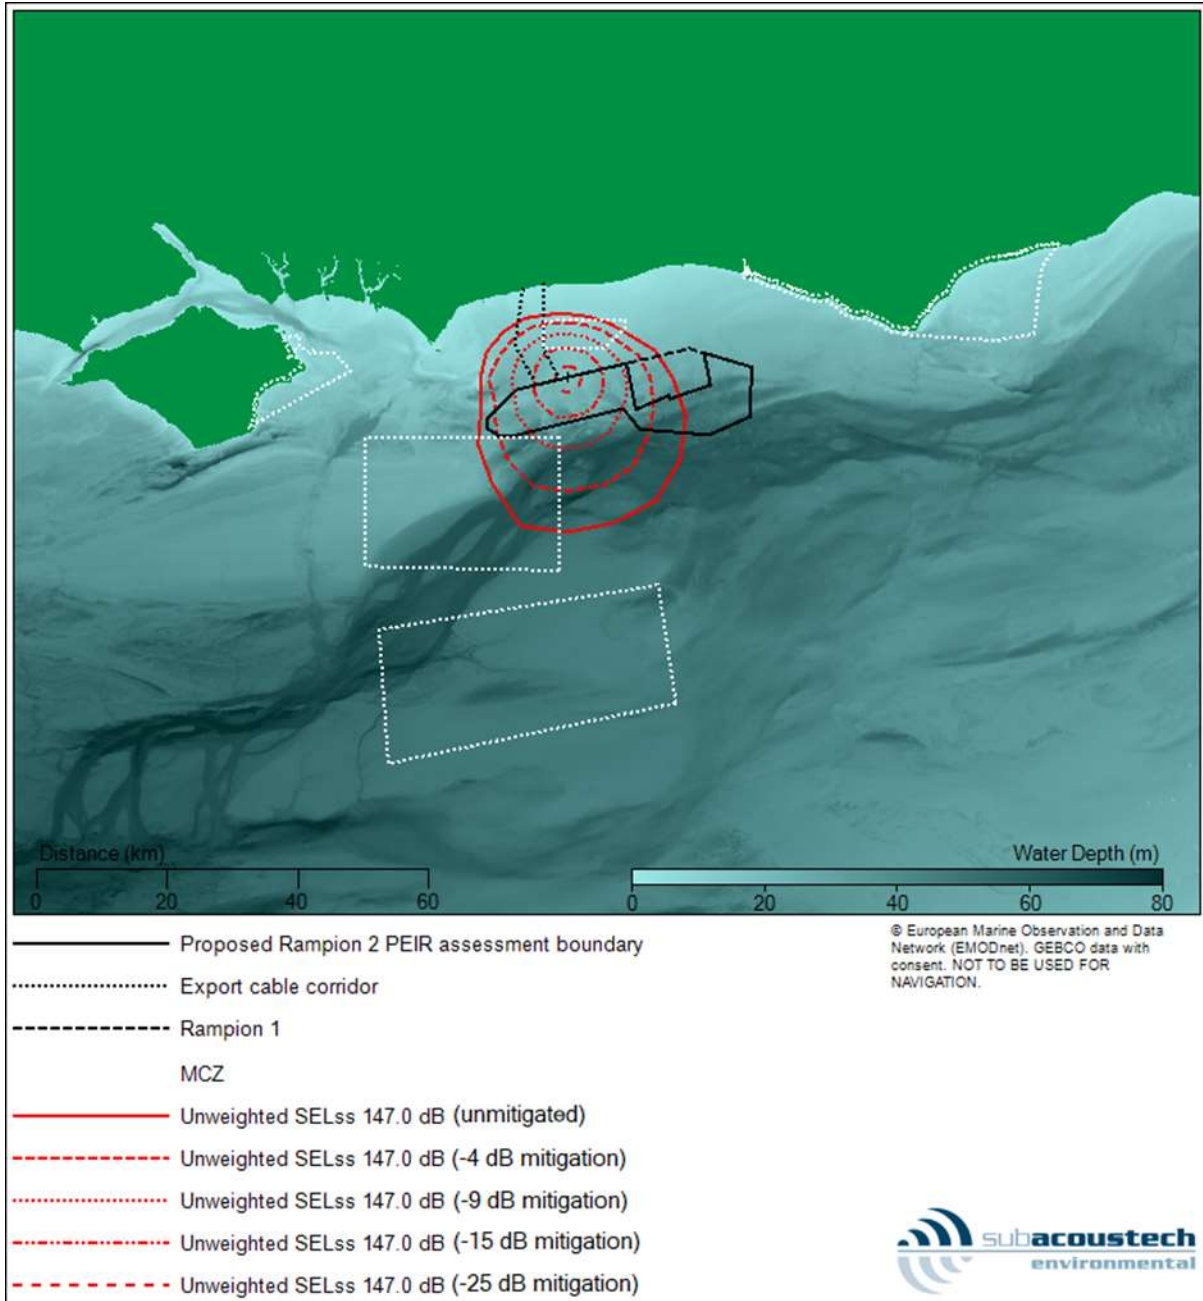 Distance (km)
0 20 40 60
Water Depth (m)
0 20 40 60 80
© European Marine Observation and Data
Network (EMODnet). GEBCO data with
consent. NOT TO BE USED FOR
NAVIGATION.
Proposed Rampion 2 PEIR assessment boundary
Export cable corridor
Rampion 1
MCZ
Unweighted SELss 147.0 dB (unmitigated)
Unweighted SELss 147.0 dB (-4 dB mitigation)
Unweighted SELss 147.0 dB (-9 dB mitigation)
Unweighted SELss 147.0 dB (-15 dB mitigation)
Unweighted SELss 147.0 dB (-25 dB mitigation)
subacoustech
environmental